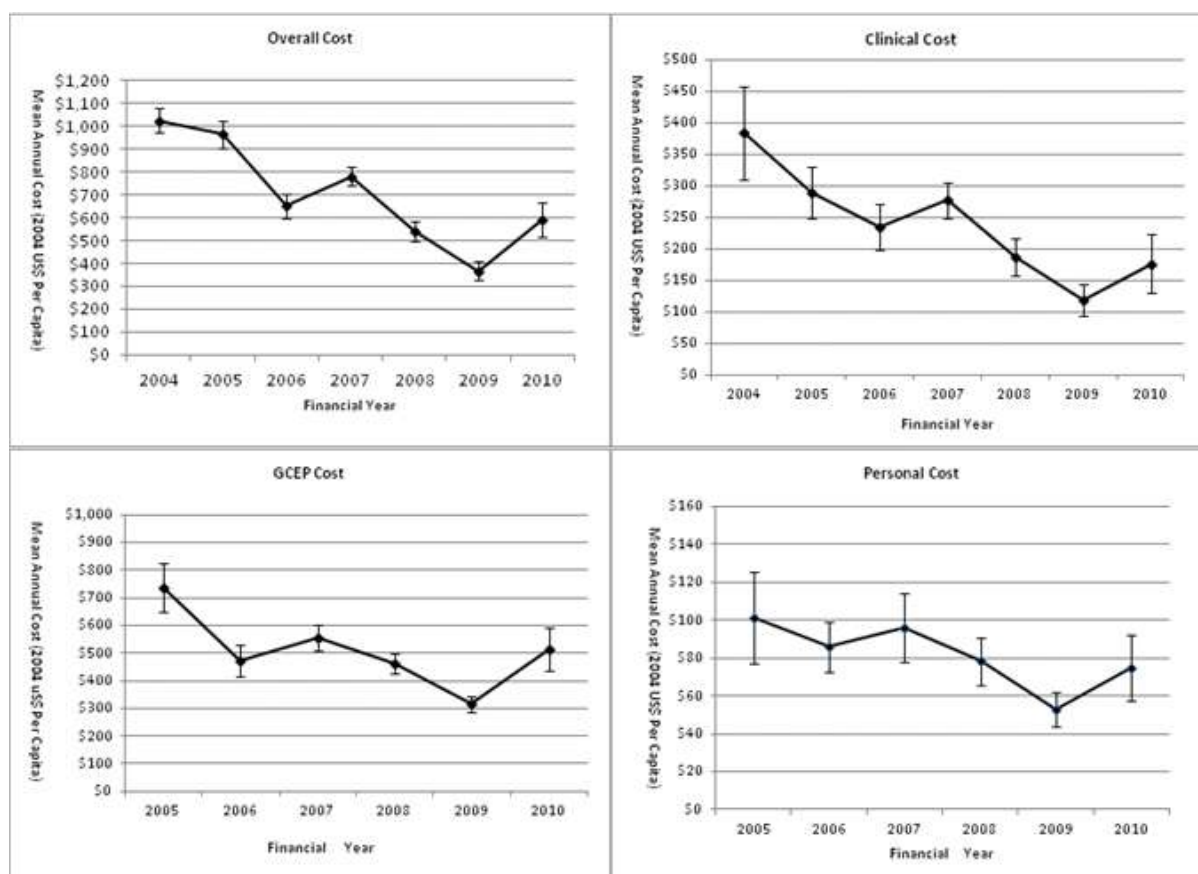 Overall Cost
Mean Annual Cost (2004 US$ Per Capita)
$1,200
$1,100
$1,000
$900
$800
$700
$600
$500
$400
$300
$200
$100
$0
2004 2005 2006 2007 2008 2009 2010
Financial Year
Clinical Cost
Mean Annual Cost (2004 US$ Per Capita)
$500
$450
$400
$350
$300
$250
$200
$150
$100
$50
$0
2004 2005 2006 2007 2008 2009 2010
Financial Year
GCEP Cost
Mean Annual Cost (2004 uS$ Per Capita)
$1,000
$900
$800
$700
$600
$500
$400
$300
$200
$100
$0
2005 2006 2007 2008 2009 2010
Financial Year
Personal Cost
Mean Annual Cost (2004 US$ Per Capita)
$160
$140
$120
$100
$80
$60
$40
$20
$0
2005 2006 2007 2008 2009 2010
Financial Year